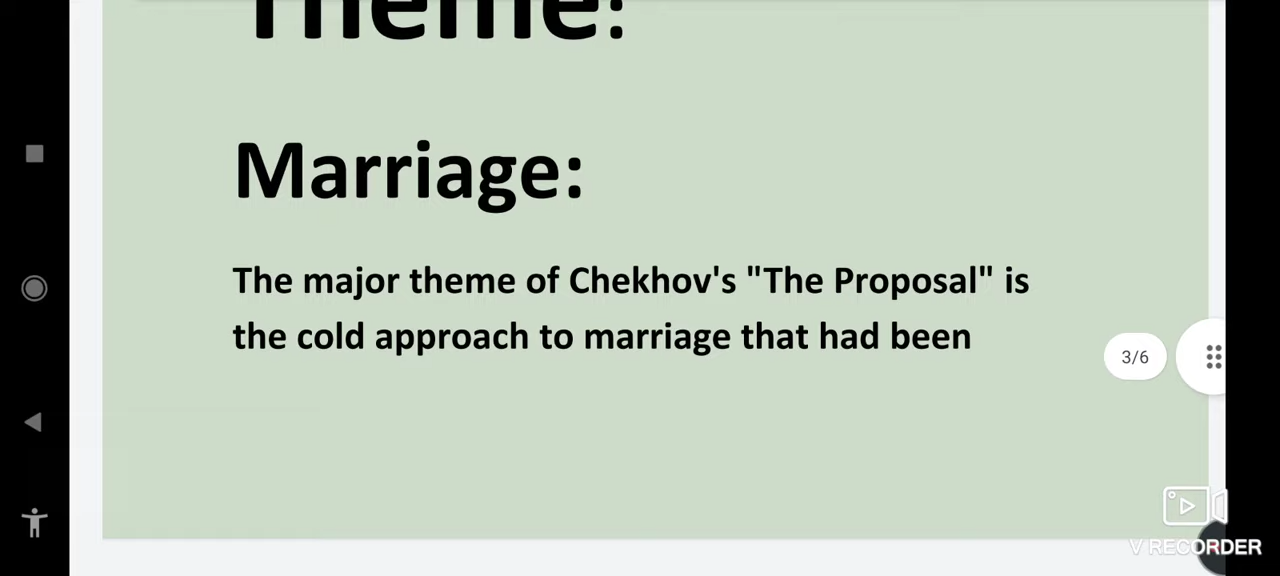 Theme:
Marriage:
The major theme of Chekhov's "The Proposal" is
the cold approach to marriage that had been
3/6
V RECORDER